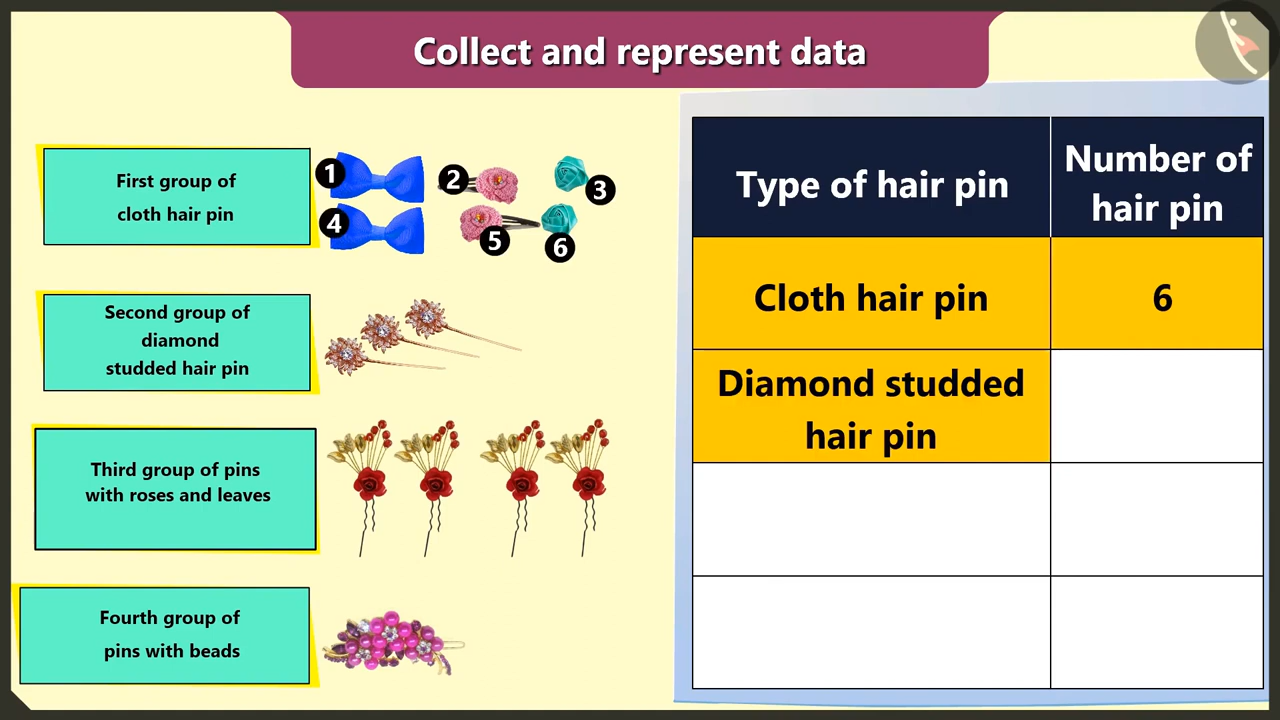 Collect and represent data
First group of
cloth hair pin
1
2
3
4
5
6
Second group of
diamond
studded hair pin
Third group of pins
with roses and leaves
Fourth group of
pins with beads
Type of hair pin
Number of
hair pin
Cloth hair pin
6
Diamond studded
hair pin